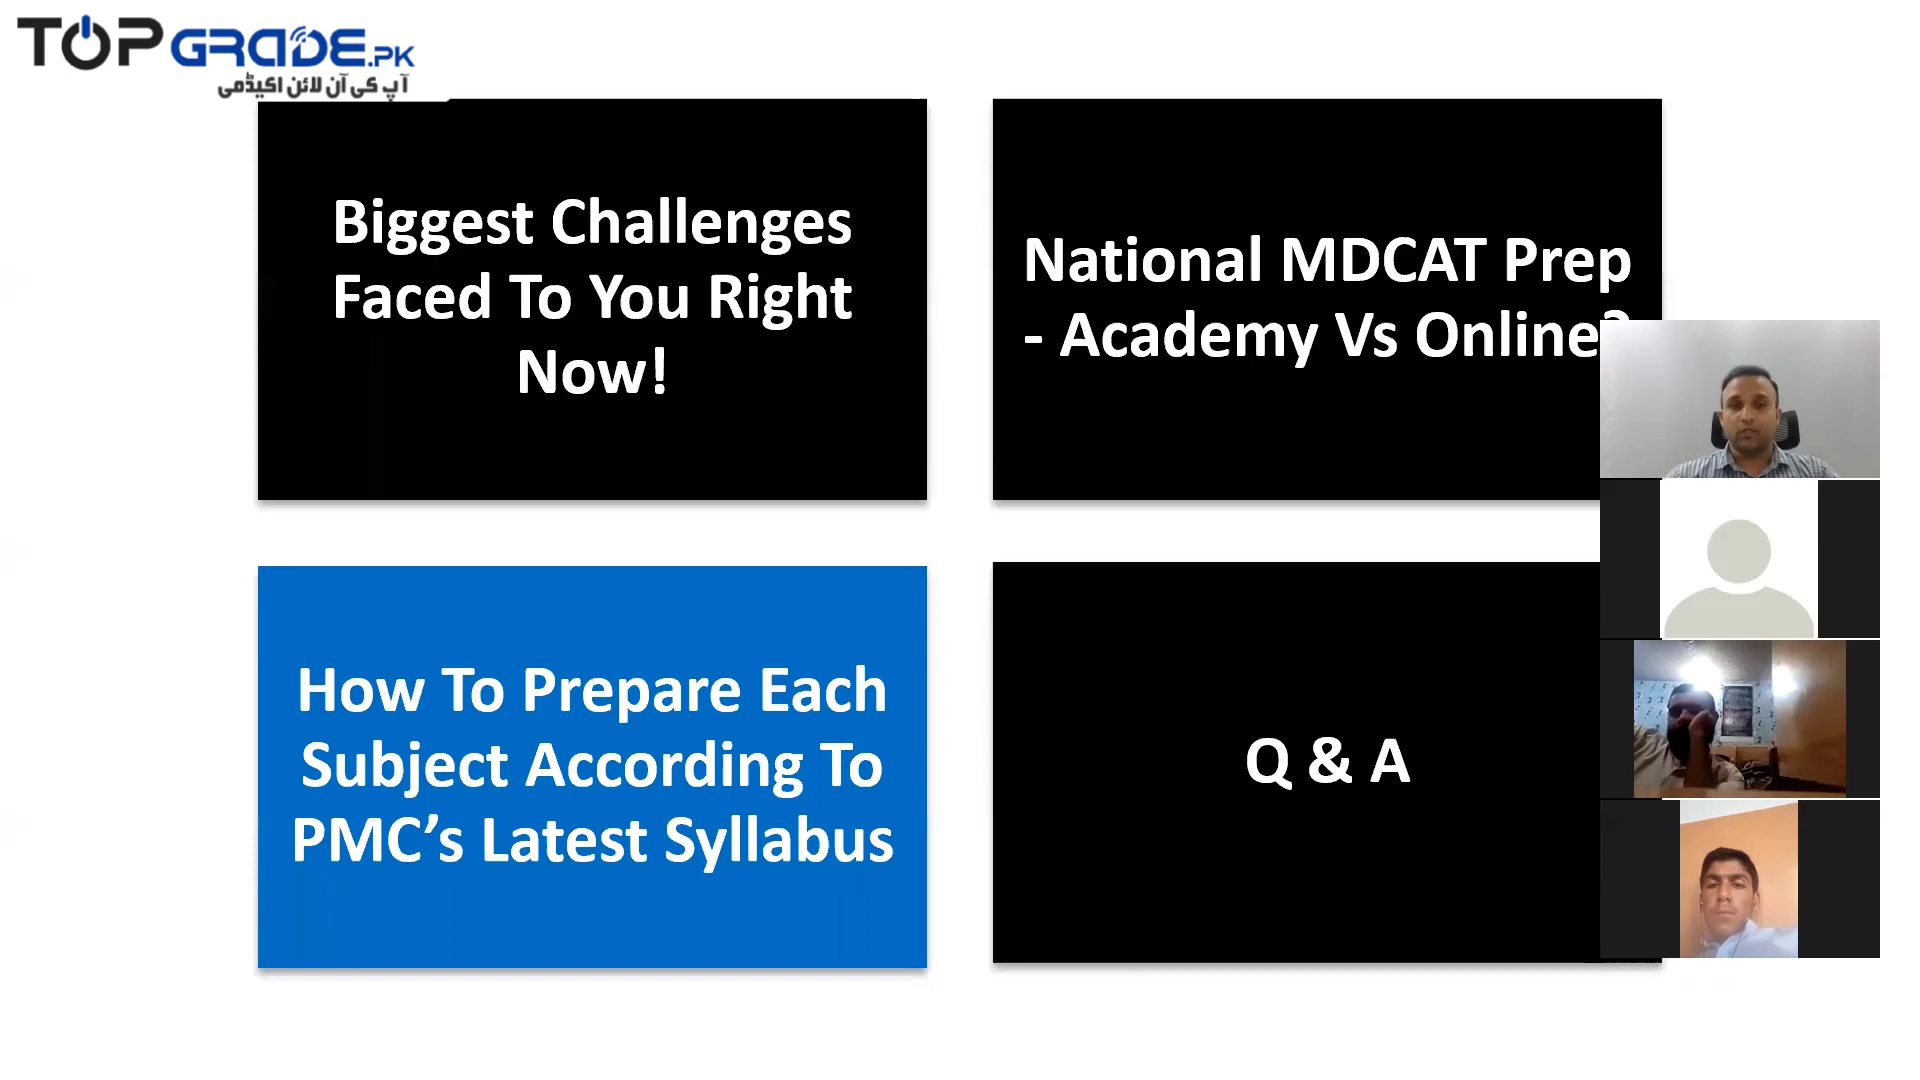 TOPGRADE.PK
آپ کی آن لائن اکیڈمی
Biggest Challenges
Faced To You Right
Now!
National MDCAT Prep
- Academy Vs Online?
How To Prepare Each
Subject According To
PMC’s Latest Syllabus
Q & A